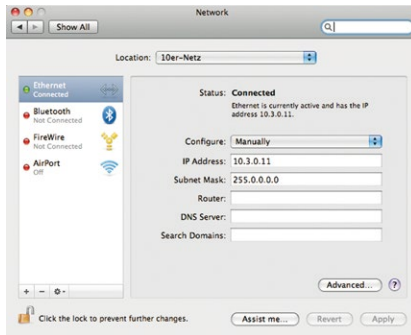 Network
Show All
Location: 10er-Netz
Ethernet
Connected
Bluetooth
Not Connected
FireWire
Not Connected
AirPort
Off
Status: Connected
Ethernet is currently active and has the IP
address 10.3.0.11.
Configure: Manually
IP Address: 10.3.0.11
Subnet Mask: 255.0.0.0
Router:
DNS Server:
Search Domains:
Advanced... ?
Click the lock to prevent further changes.
Assist me... Revert Apply